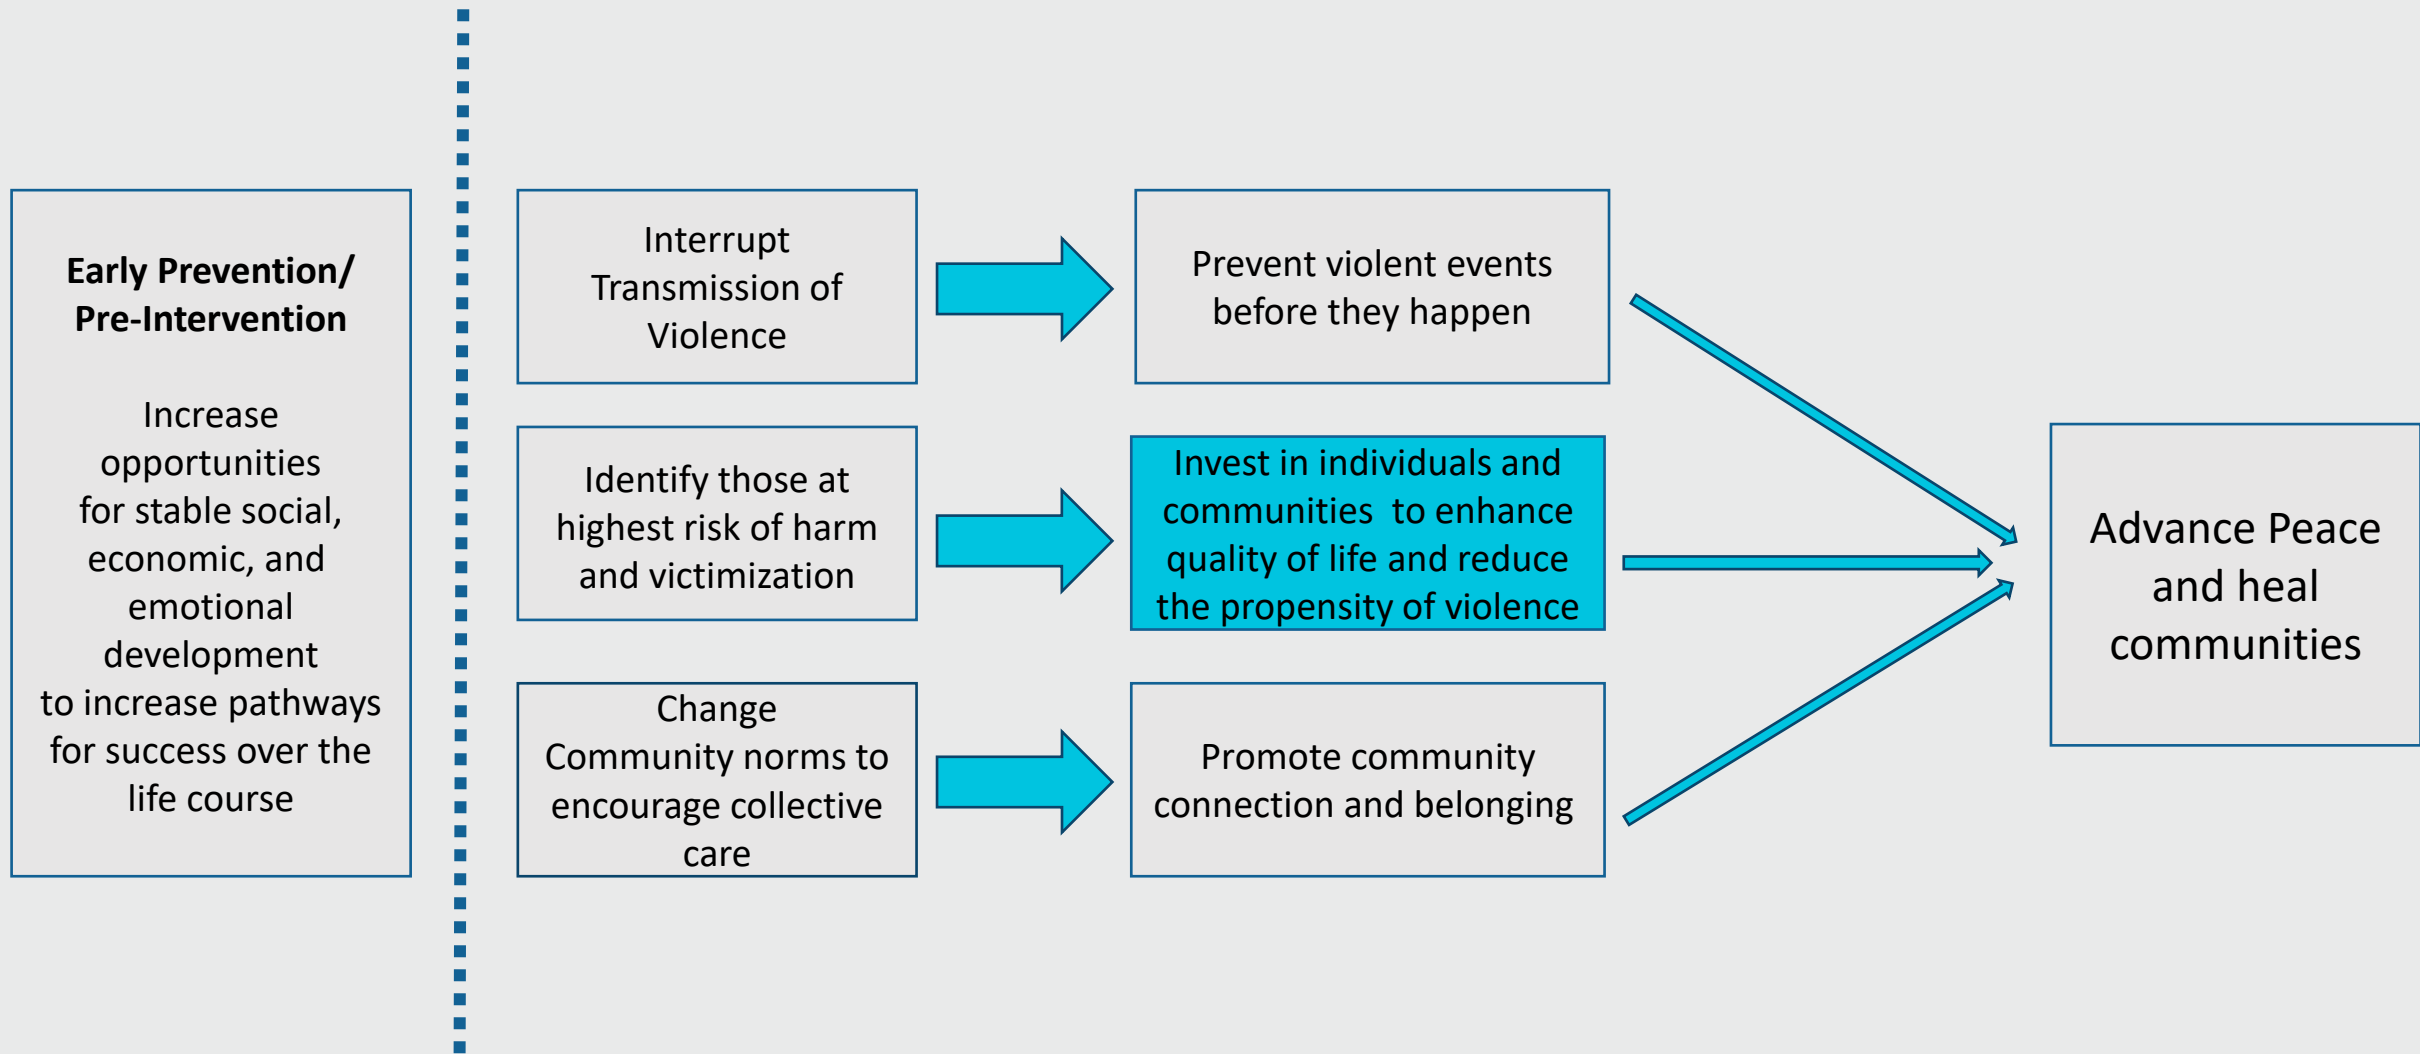 Early Prevention/
Pre-Intervention
Increase
opportunities
for stable social,
economic, and
emotional
development
to increase pathways
for success over the
life course
Interrupt
Transmission of
Violence
Prevent violent events
before they happen
Identify those at
highest risk of harm
and victimization
Invest in individuals and
communities  to enhance
quality of life and reduce
the propensity of violence
Change
Community norms to
encourage collective
care
Promote community
connection and belonging
Advance Peace
and heal
communities